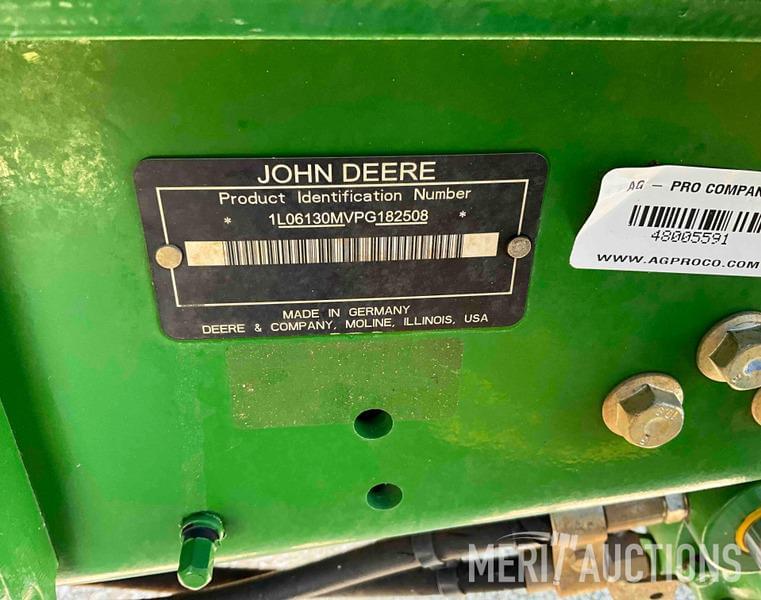 JOHN DEERE
Product Identification Number
* 1L06130MVPG182508 *
MADE IN GERMANY
DEERE & COMPANY, MOLINE, ILLINOIS, USA
AG - PRO COMPAN
48005591
WWW.AGPROCO.COM
MERIT AUCTIONS